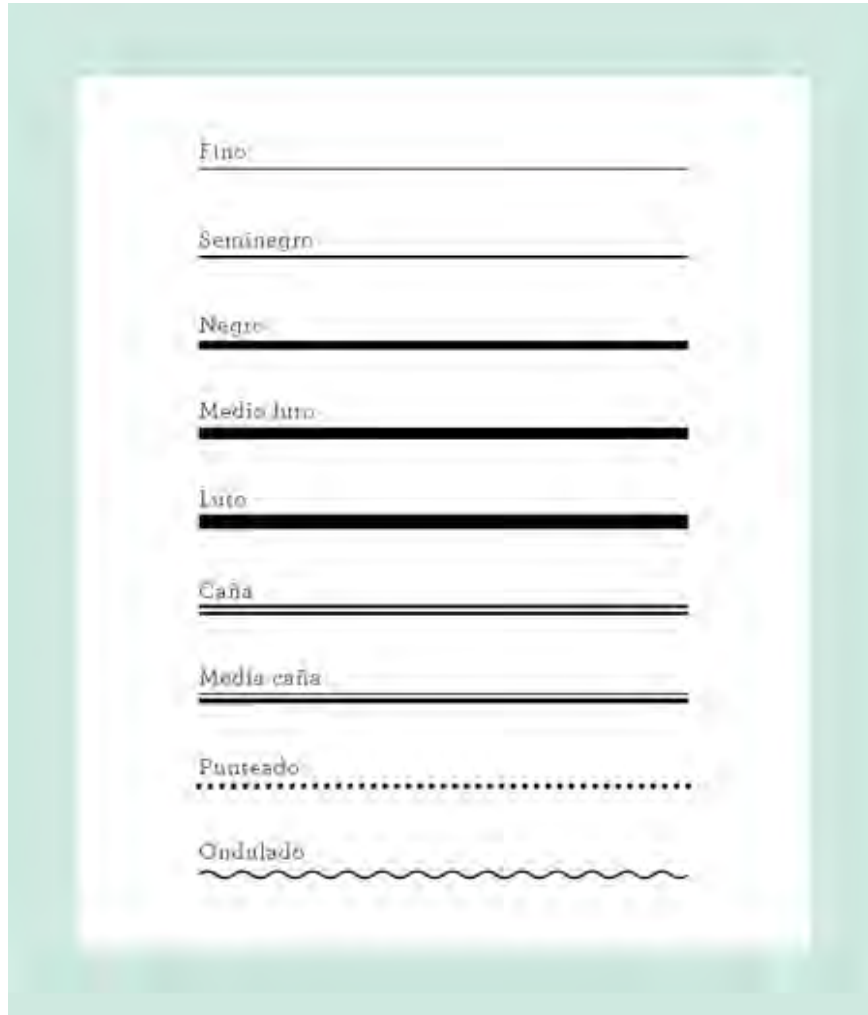 Fino
Seminegro
Negro
Medio luto
Luto
Caña
Media caña
Punteado
Ondulado